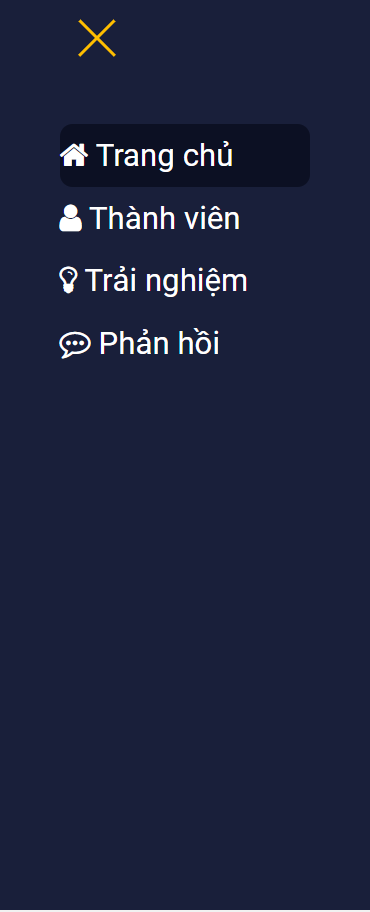 Trang chủ
Thành viên
Trải nghiệm
Phản hồi